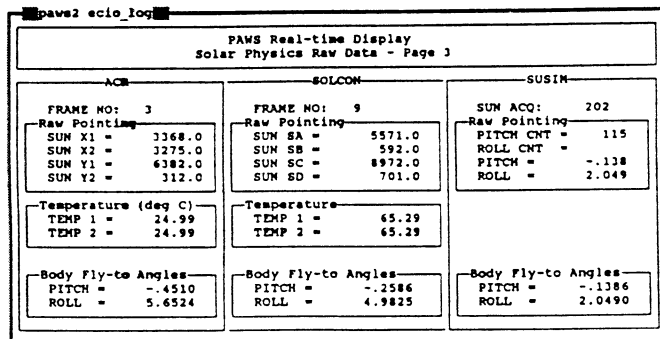 paws2 ecio_log
PAWS Real-time Display
Solar Physics Raw Data - Page 3
ACR
FRAME NO: 3
Raw Pointing
SUN X1 = 3368.0
SUN X2 = 3275.0
SUN Y1 = 6382.0
SUN Y2 = 312.0
Temperature (deg C)
TEMP 1 = 24.99
TEMP 2 = 24.99
Body Fly-to Angles
PITCH = -.4510
ROLL = 5.6524
SOLCON
FRAME NO: 9
Raw Pointing
SUN SA = 5571.0
SUN SB = 592.0
SUN SC = 8972.0
SUN SD = 701.0
Temperature
TEMP 1 = 65.29
TEMP 2 = 65.29
Body Fly-to Angles
PITCH = -.2586
ROLL = 4.9825
SUSIM
SUN ACQ: 202
Raw Pointing
PITCH CNT = 115
ROLL CNT =
PITCH = -.138
ROLL = 2.049
Body Fly-to Angles
PITCH = -.1386
ROLL = 2.0490